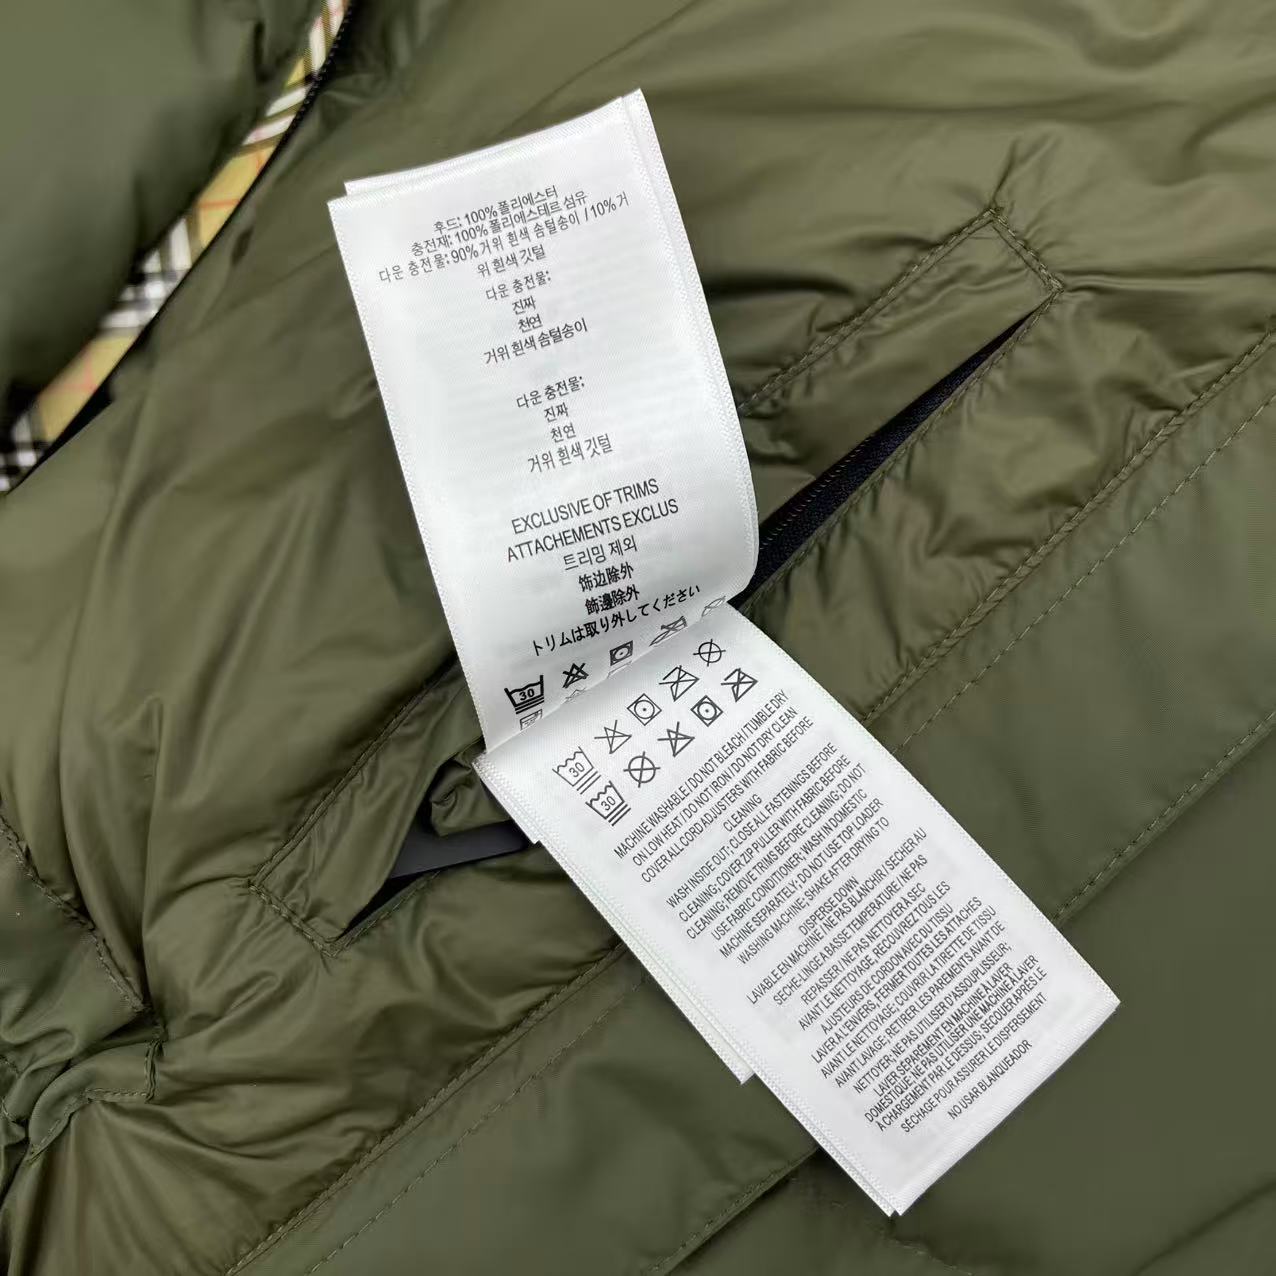 후드: 100% 폴리에스터
충전재: 100% 폴리에스테르 섬유
다운 충전물: 90% 거위 흰색 솜털송이 / 10% 거
위 흰색 깃털
다운 충전물:
진짜
천연
거위 흰색 솜털송이
다운 충전물:
진짜
천연
거위 흰색 깃털
EXCLUSIVE OF TRIMS
ATTACHEMENTS EXCLUS
트리밍 제외
饰边除外
飾邊除外
トリムは取り外してください
30
30
30
MACHINE WASHABLE / DO NOT BLEACH / TUMBLE DRY
ON LOW HEAT / DO NOT IRON / DO NOT DRY CLEAN
COVER ALL CORD ADJUSTERS WITH FABRIC BEFORE
CLEANING
WASH INSIDE OUT; CLOSE ALL FASTENINGS BEFORE
CLEANING; COVER ZIP PULLER WITH FABRIC BEFORE
CLEANING; REMOVE TRIMS BEFORE CLEANING; DO NOT
USE FABRIC CONDITIONER; WASH IN DOMESTIC
MACHINE SEPARATELY; DO NOT USE TOP LOADER
WASHING MACHINE; SHAKE AFTER DRYING TO
DISPERSE DOWN
LAVABLE EN MACHINE / NE PAS BLANCHIR / SECHER AU
SECHE-LINGE A BASSE TEMPERATURE / NE PAS
REPASSER / NE PAS NETTOYER A SEC
AVANT LE NETTOYAGE, RECOUVREZ TOUS LES
AJUSTEURS DE CORDON AVEC DU TISSU
LAVER A L'ENVERS, FERMER TOUTES LES ATTACHES
AVANT LE NETTOYAGE; COUVRIR LA TIRETTE DE TISSU
AVANT LAVAGE; RETIRER LES PAREMENTS AVANT DE
NETTOYER; NE PAS UTILISER D'ASSOUPLISSEUR;
LAVER SEPAREMENT EN MACHINE A LAVER
DOMESTIQUE; NE PAS UTILISER UNE MACHINE À LAVER
À CHARGEMENT PAR LE DESSUS; SECOUER APRÈS LE
SÉCHAGE POUR ASSURER LE DISPERSEMENT
NO USAR BLANQUEADOR